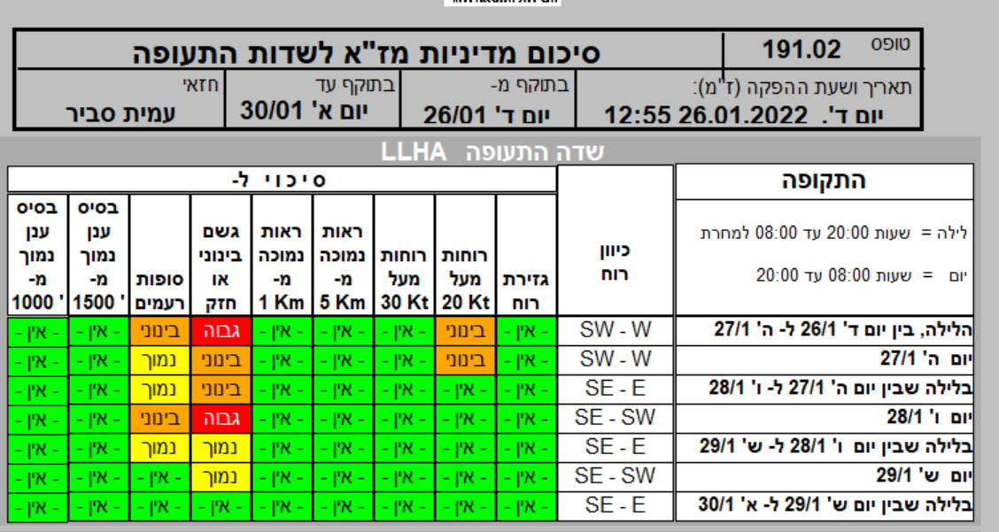 טופס 191.02 סיכום מדיניות מז"א לשדות התעופה
תאריך ושעת ההפקה (ז"מ): בתוקף מ- בתוקף עד חזאי
יום ד'. 26.01.2022 12:55 יום ד' 26/01 יום א' 30/01 עמית סביר
שדה התעופה LLHA
התקופה
לילה = שעות 20:00 עד 08:00 למחרת
יום = שעות 08:00 עד 20:00
כיוון
רוח
סיכוי ל-
גזירת
רוח
רוחות
מעל
20 Kt
רוחות
מעל
30 Kt
ראות
נמוכה
מ-
5 Km
ראות
נמוכה
מ-
1 Km
גשם
בינוני
או
חזק
סופות
רעמים
בסיס
ענן
נמוך
מ-
1500 '
בסיס
ענן
נמוך
מ-
1000 '
הלילה, בין יום ד' 26/1 ל- ה' 27/1 SW - W - אין - בינוני - אין - - אין - - אין - גבוה בינוני - אין - - אין -
יום ה' 27/1 SW - W - אין - בינוני - אין - - אין - - אין - בינוני נמוך - אין - - אין -
בלילה שבין יום ה' 27/1 ל- ו' 28/1 SE - E - אין - - אין - - אין - - אין - - אין - בינוני נמוך - אין - - אין -
יום ו' 28/1 SE - SW - אין - - אין - - אין - - אין - - אין - גבוה בינוני - אין - - אין -
בלילה שבין יום ו' 28/1 ל- ש' 29/1 SE - E - אין - - אין - - אין - - אין - - אין - נמוך נמוך - אין - - אין -
יום ש' 29/1 SE - SW - אין - - אין - - אין - - אין - - אין - נמוך - אין - - אין - - אין -
בלילה שבין יום ש' 29/1 ל- א' 30/1 SE - E - אין - - אין - - אין - - אין - - אין - - אין - - אין - - אין - - אין -